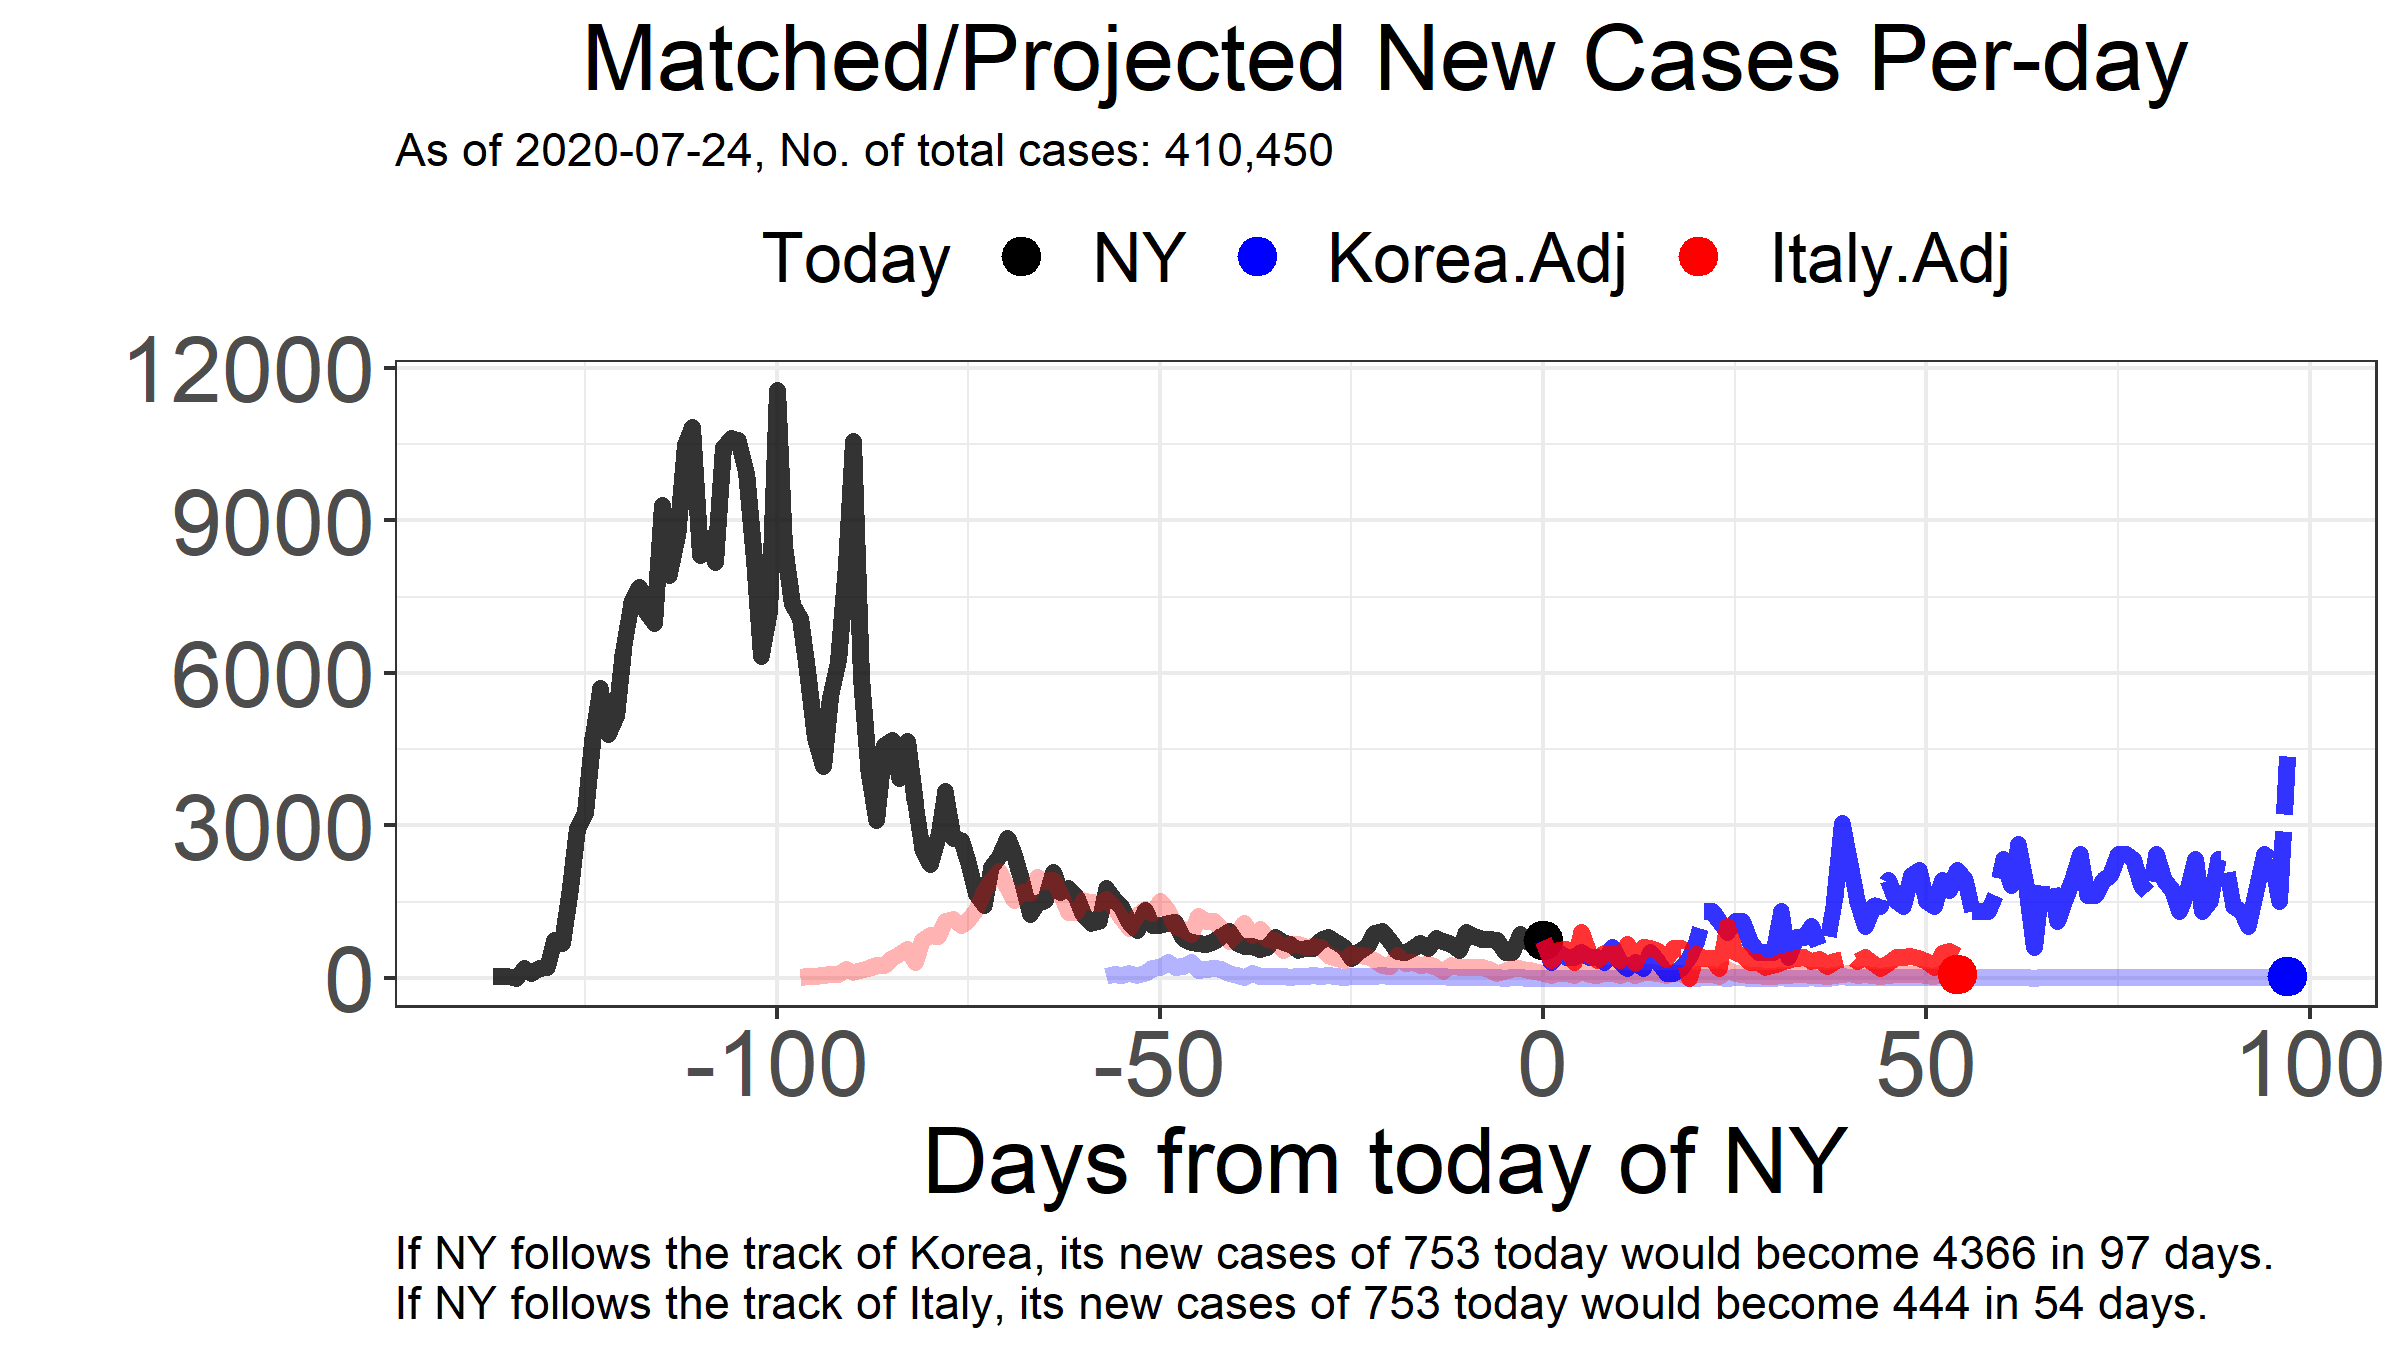 Matched/Projected New Cases Per-day
As of 2020-07-24, No. of total cases: 410,450
Today NY Korea.Adj Italy.Adj
12000
9000
6000
3000
0
-100 -50 0 50 100
Days from today of NY
If NY follows the track of Korea, its new cases of 753 today would become 4366 in 97 days.
If NY follows the track of Italy, its new cases of 753 today would become 444 in 54 days.